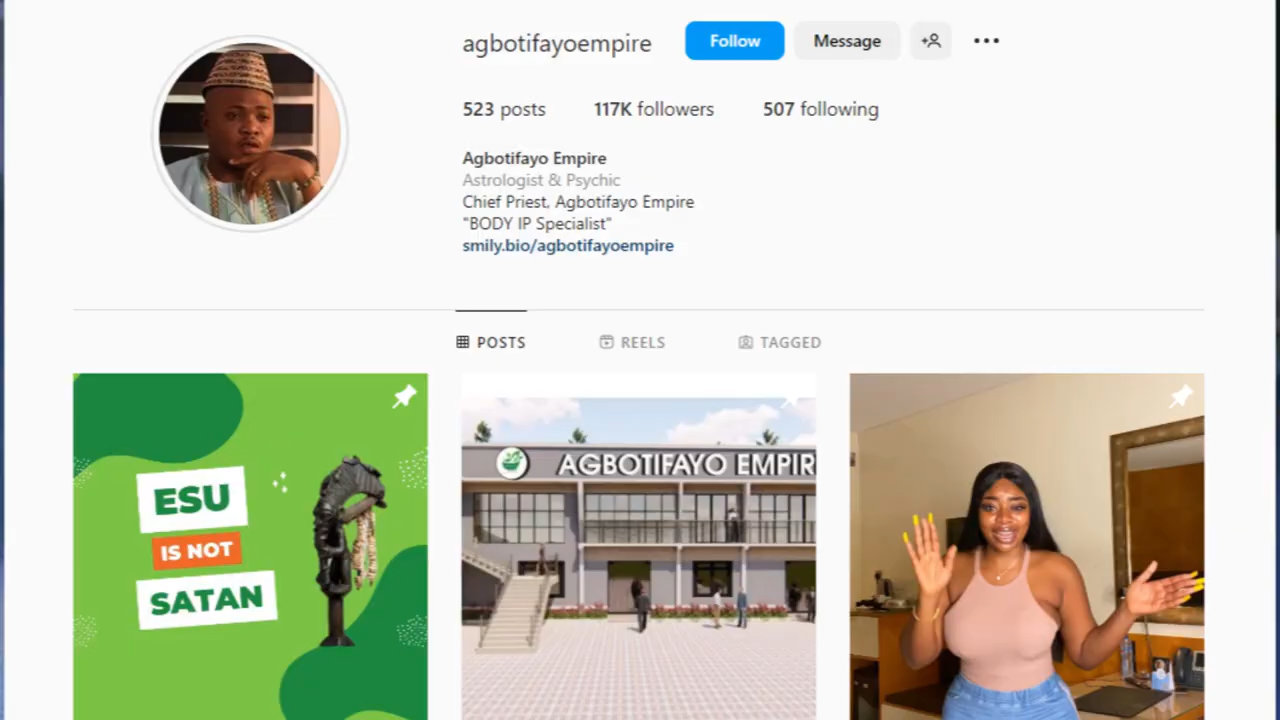 agbotifayoempire Follow Message
523 posts 117K followers 507 following
Agbotifayo Empire
Astrologist & Psychic
Chief Priest, Agbotifayo Empire
"BODY IP Specialist"
smily.bio/agbotifayoempire
POSTS REELS TAGGED
ESU
IS NOT
SATAN
AGBOTIFAYO EMPIR